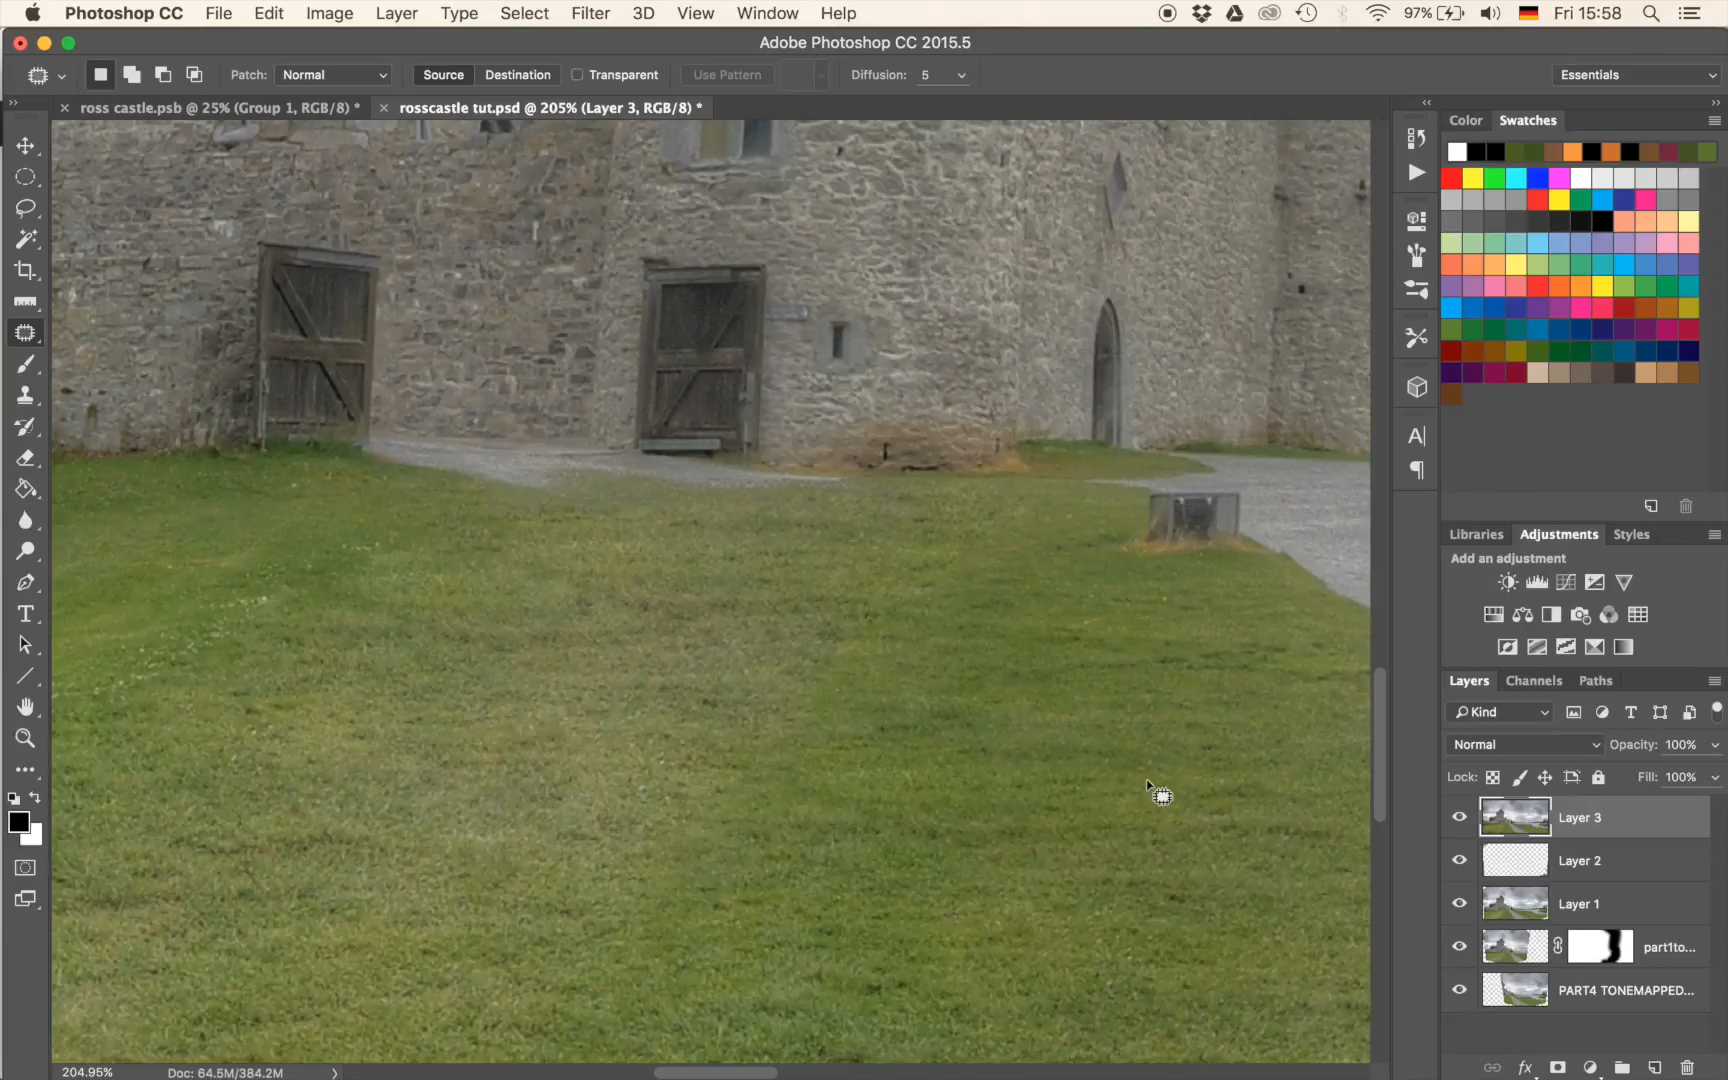 Photoshop CC File Edit Image Layer Type Select Filter 3D View Window Help 97% Fri 15:58
Adobe Photoshop CC 2015.5
Patch: Normal Source Destination Transparent Use Pattern Diffusion: 5 Essentials
ross castle.psb @ 25% (Group 1, RGB/8) * rosscastle tut.psd @ 205% (Layer 3, RGB/8) *
Color Swatches
Libraries Adjustments Styles
Add an adjustment
Layers Channels Paths
Kind
Normal Opacity: 100%
Lock: Fill: 100%
Layer 3
Layer 2
Layer 1
part1to...
PART4 TONEMAPPED...
204.95% Doc: 64.5M/384.2M